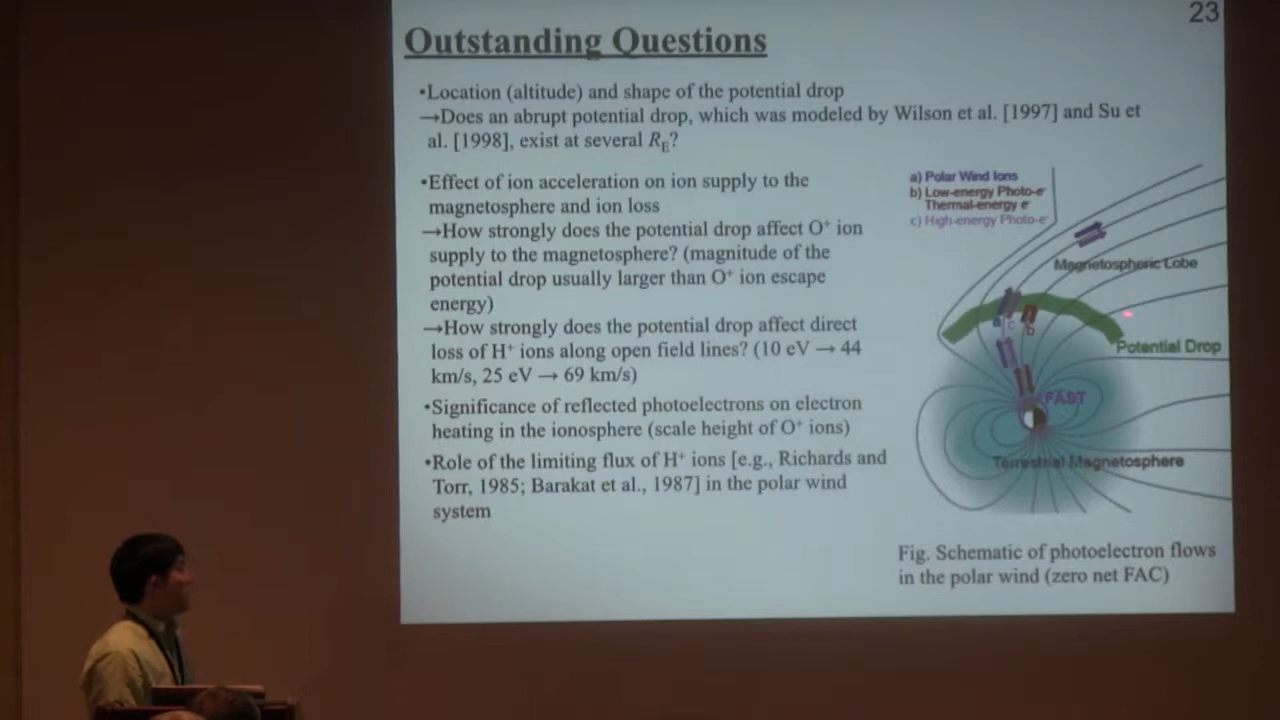 23
Outstanding Questions
•Location (altitude) and shape of the potential drop
→Does an abrupt potential drop, which was modeled by Wilson et al. [1997] and Su et
al. [1998], exist at several RE?
•Effect of ion acceleration on ion supply to the
magnetosphere and ion loss
→How strongly does the potential drop affect O⁺ ion
supply to the magnetosphere? (magnitude of the
potential drop usually larger than O⁺ ion escape
energy)
→How strongly does the potential drop affect direct
loss of H⁺ ions along open field lines? (10 eV → 44
km/s, 25 eV → 69 km/s)
•Significance of reflected photoelectrons on electron
heating in the ionosphere (scale height of O⁺ ions)
•Role of the limiting flux of H⁺ ions [e.g., Richards and
Torr, 1985; Barakat et al., 1987] in the polar wind
system
a) Polar Wind Ions
b) Low-energy Photo-e⁻
Thermal-energy e⁻
c) High-energy Photo-e⁻
Magnetospheric Lobe
a c b
Potential Drop
FAST
Terrestrial Magnetosphere
Fig. Schematic of photoelectron flows
in the polar wind (zero net FAC)